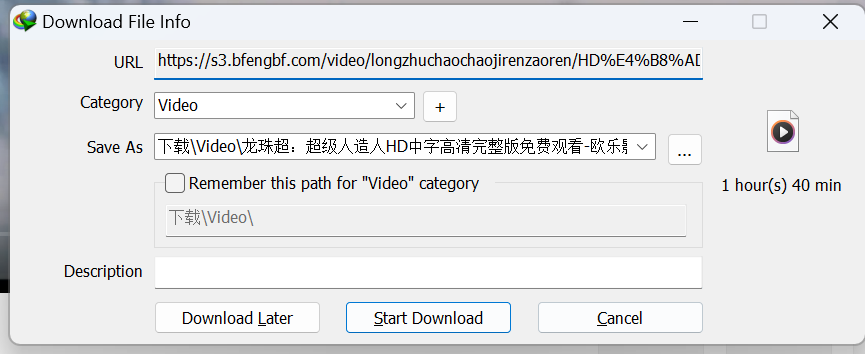 Download File Info
URL https://s3.bfengbf.com/video/longzhuchaochaojirenzaoren/HD%E4%B8%AD
Category Video +
Save As 下载\Video\龙珠超：超级人造人HD中字高清完整版免费观看-欧乐影 ...
Remember this path for "Video" category
1 hour(s) 40 min
下载\Video\
Description
Download Later Start Download Cancel